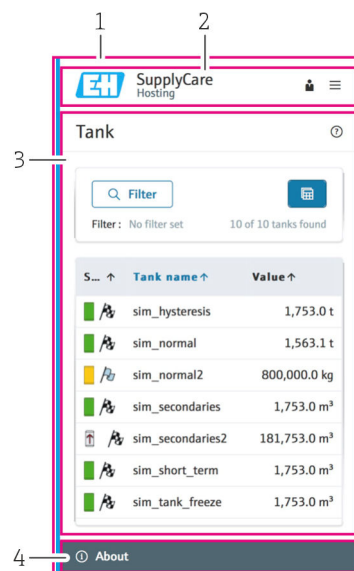 1 2
EH SupplyCare
Hosting
Tank
3
Filter
Filter : No filter set 10 of 10 tanks found
S... ↑ Tank name↑ Value↑
sim_hysteresis 1,753.0 t
sim_normal 1,563.1 t
sim_normal2 800,000.0 kg
sim_secondaries 1,753.0 m³
sim_secondaries2 181,753.0 m³
sim_short_term 1,753.0 m³
sim_tank_freeze 1,753.0 m³
4 About